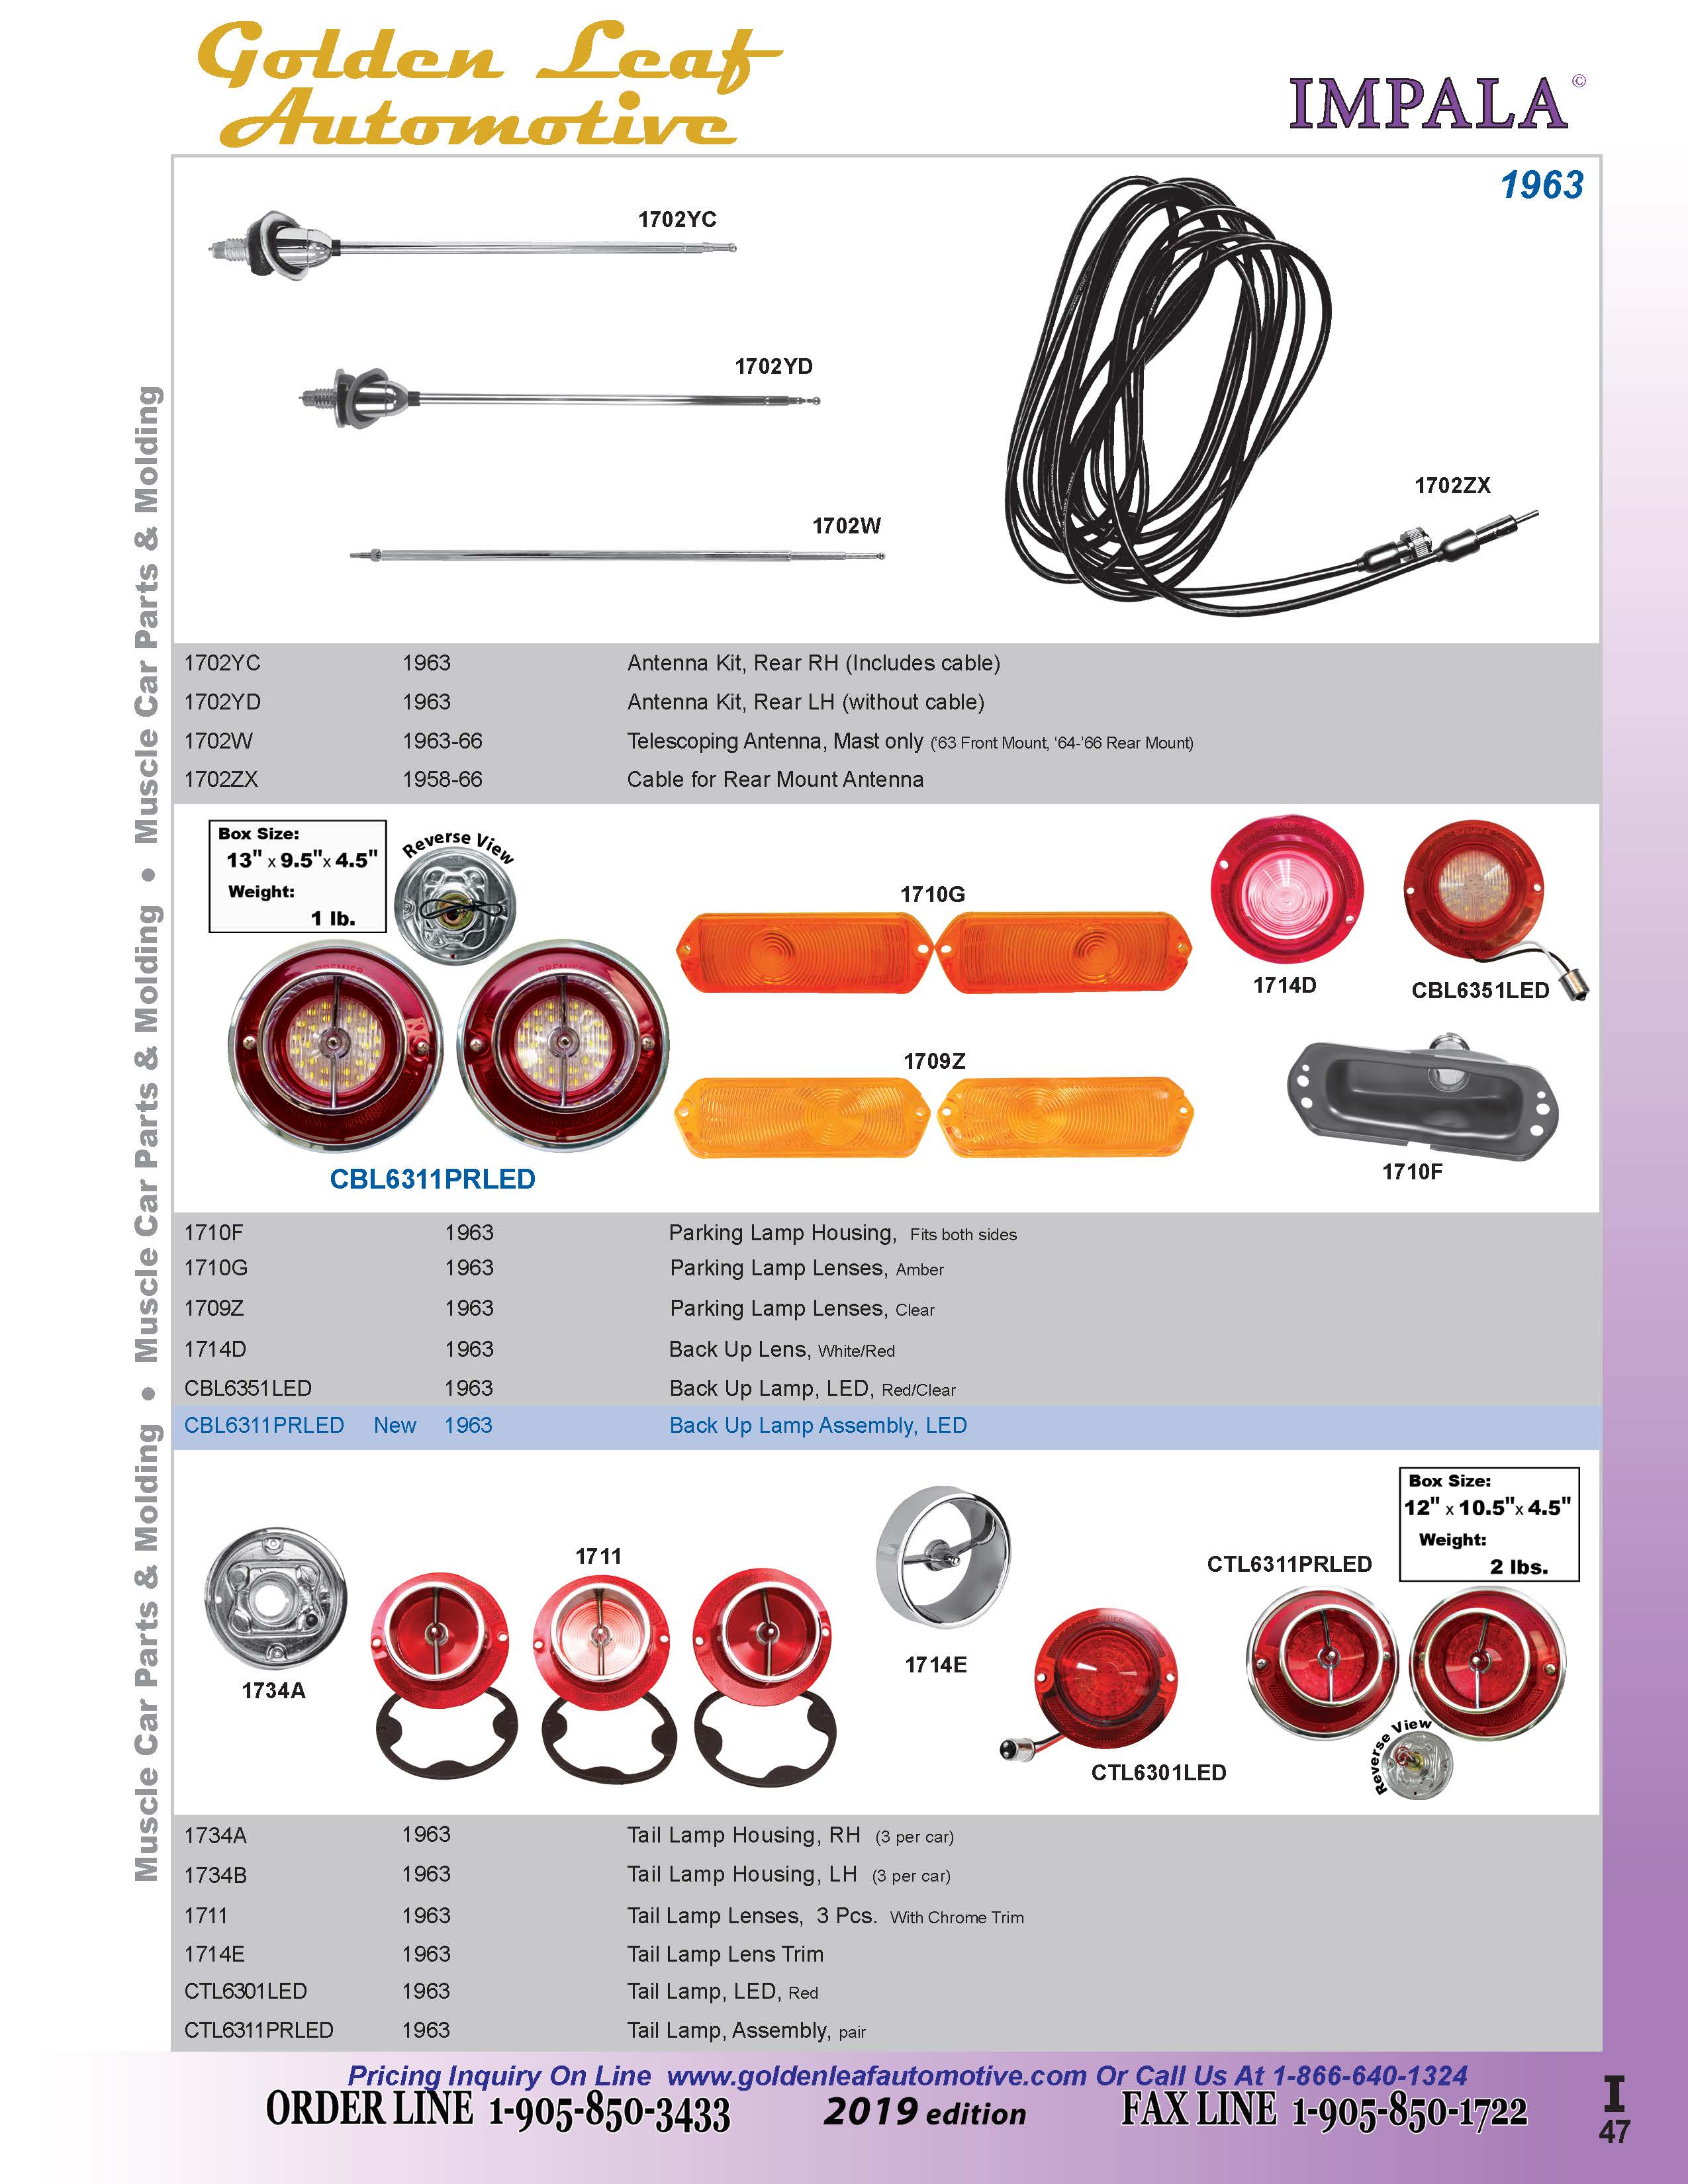 Golden Leaf
Automotive
IMPALA©
1963
1702YC
1702YD
1702W
1702ZX
1702YC 1963 Antenna Kit, Rear RH (Includes cable)
1702YD 1963 Antenna Kit, Rear LH (without cable)
1702W 1963-66 Telescoping Antenna, Mast only (‘63 Front Mount, ‘64-’66 Rear Mount)
1702ZX 1958-66 Cable for Rear Mount Antenna
Box Size:
13" x 9.5"x 4.5"
Weight:
1 lb.
Reverse View
1710G
1714D
CBL6351LED
1709Z
1710F
CBL6311PRLED
1710F 1963 Parking Lamp Housing, Fits both sides
1710G 1963 Parking Lamp Lenses, Amber
1709Z 1963 Parking Lamp Lenses, Clear
1714D 1963 Back Up Lens, White/Red
CBL6351LED 1963 Back Up Lamp, LED, Red/Clear
CBL6311PRLED New 1963 Back Up Lamp Assembly, LED
Box Size:
12" x 10.5"x 4.5"
Weight:
2 lbs.
1711
CTL6311PRLED
1714E
1734A
CTL6301LED
Reverse View
1734A 1963 Tail Lamp Housing, RH (3 per car)
1734B 1963 Tail Lamp Housing, LH (3 per car)
1711 1963 Tail Lamp Lenses, 3 Pcs. With Chrome Trim
1714E 1963 Tail Lamp Lens Trim
CTL6301LED 1963 Tail Lamp, LED, Red
CTL6311PRLED 1963 Tail Lamp, Assembly, pair
Muscle Car Parts & Molding • Muscle Car Parts & Molding • Muscle Car Parts & Molding
Pricing Inquiry On Line www.goldenleafautomotive.com Or Call Us At 1-866-640-1324
ORDER LINE 1-905-850-3433 2019 edition FAX LINE 1-905-850-1722
I
47